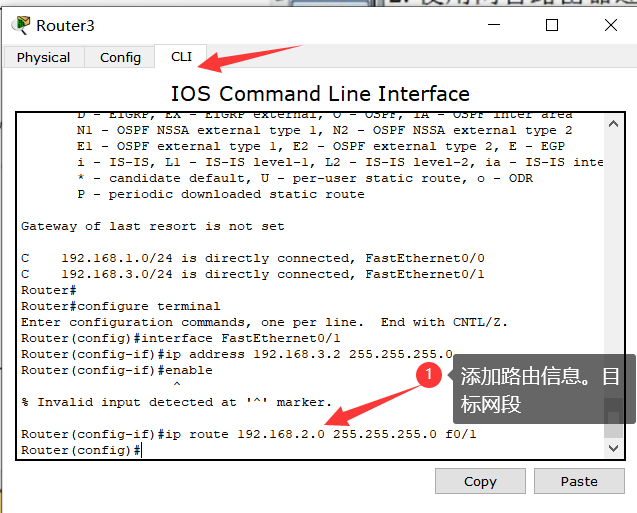 Router3
Physical Config CLI
IOS Command Line Interface
D - EIGRP, EX - EIGRP external, O - OSPF, IA - OSPF inter area
N1 - OSPF NSSA external type 1, N2 - OSPF NSSA external type 2
E1 - OSPF external type 1, E2 - OSPF external type 2, E - EGP
i - IS-IS, L1 - IS-IS level-1, L2 - IS-IS level-2, ia - IS-IS inte
* - candidate default, U - per-user static route, o - ODR
P - periodic downloaded static route
Gateway of last resort is not set
C 192.168.1.0/24 is directly connected, FastEthernet0/0
C 192.168.3.0/24 is directly connected, FastEthernet0/1
Router#
Router#configure terminal
Enter configuration commands, one per line. End with CNTL/Z.
Router(config)#interface FastEthernet0/1
Router(config-if)#ip address 192.168.3.2 255.255.255.0
Router(config-if)#enable
^
% Invalid input detected at '^' marker.
Router(config-if)#ip route 192.168.2.0 255.255.255.0 f0/1
Router(config)#
1
添加路由信息。目
标网段
Copy Paste